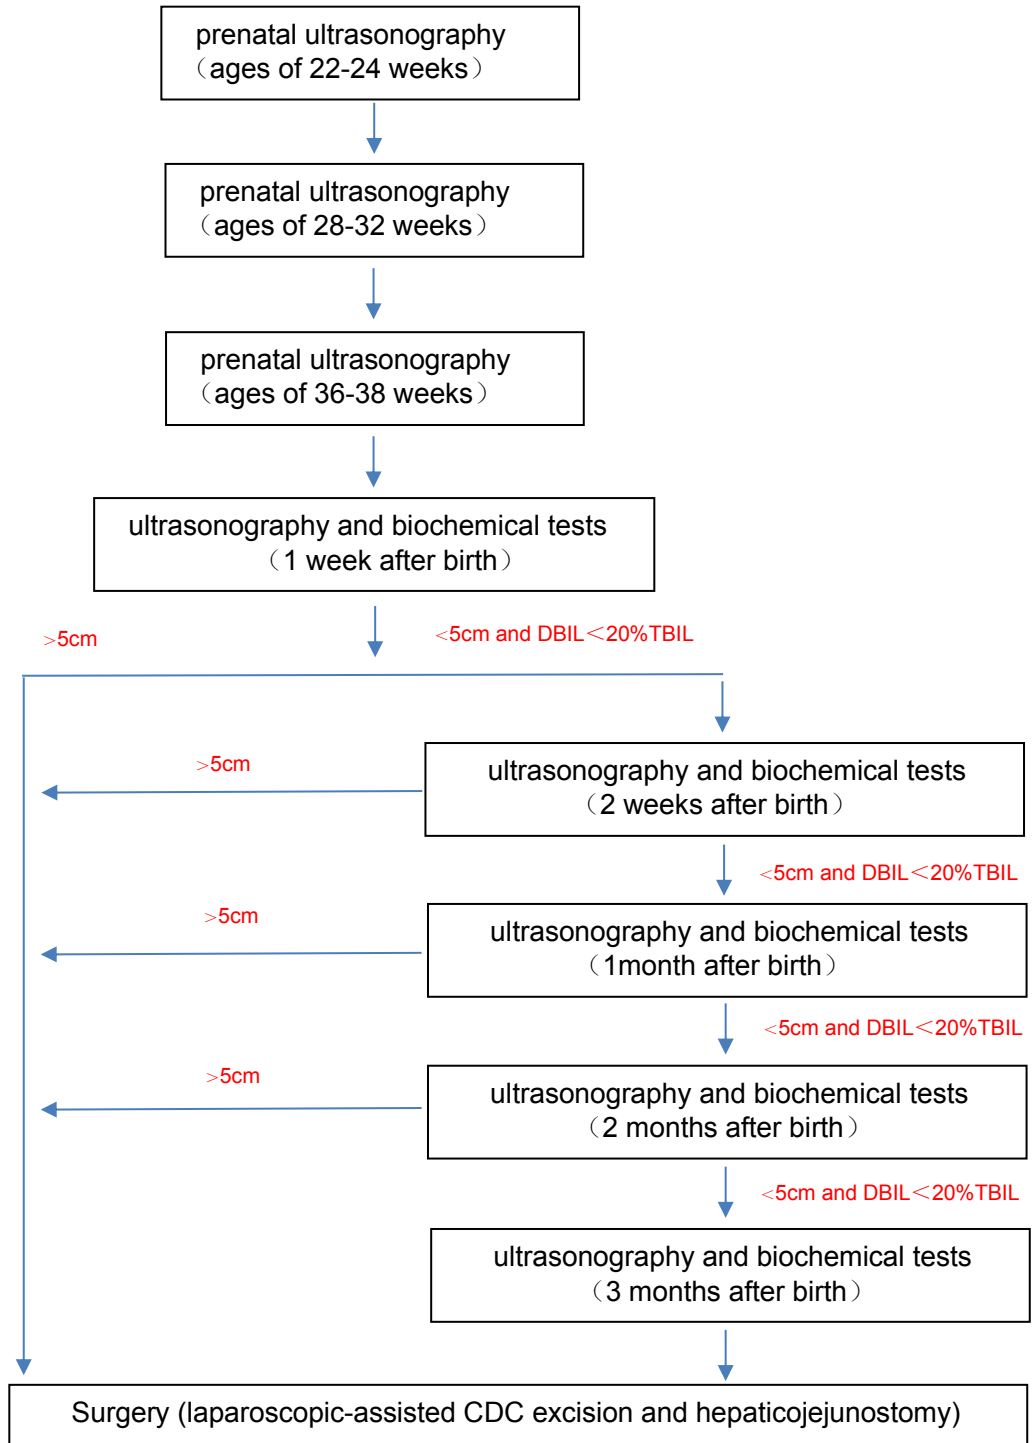 prenatal ultrasonography
（ages of 22-24 weeks）
prenatal ultrasonography
（ages of 28-32 weeks）
prenatal ultrasonography
（ages of 36-38 weeks）
ultrasonography and biochemical tests
（1 week after birth）
>5cm
<5cm and DBIL＜20%TBIL
>5cm
ultrasonography and biochemical tests
（2 weeks after birth）
<5cm and DBIL＜20%TBIL
>5cm
ultrasonography and biochemical tests
（1month after birth）
<5cm and DBIL＜20%TBIL
>5cm
ultrasonography and biochemical tests
（2 months after birth）
<5cm and DBIL＜20%TBIL
ultrasonography and biochemical tests
（3 months after birth）
Surgery (laparoscopic-assisted CDC excision and hepaticojejunostomy)